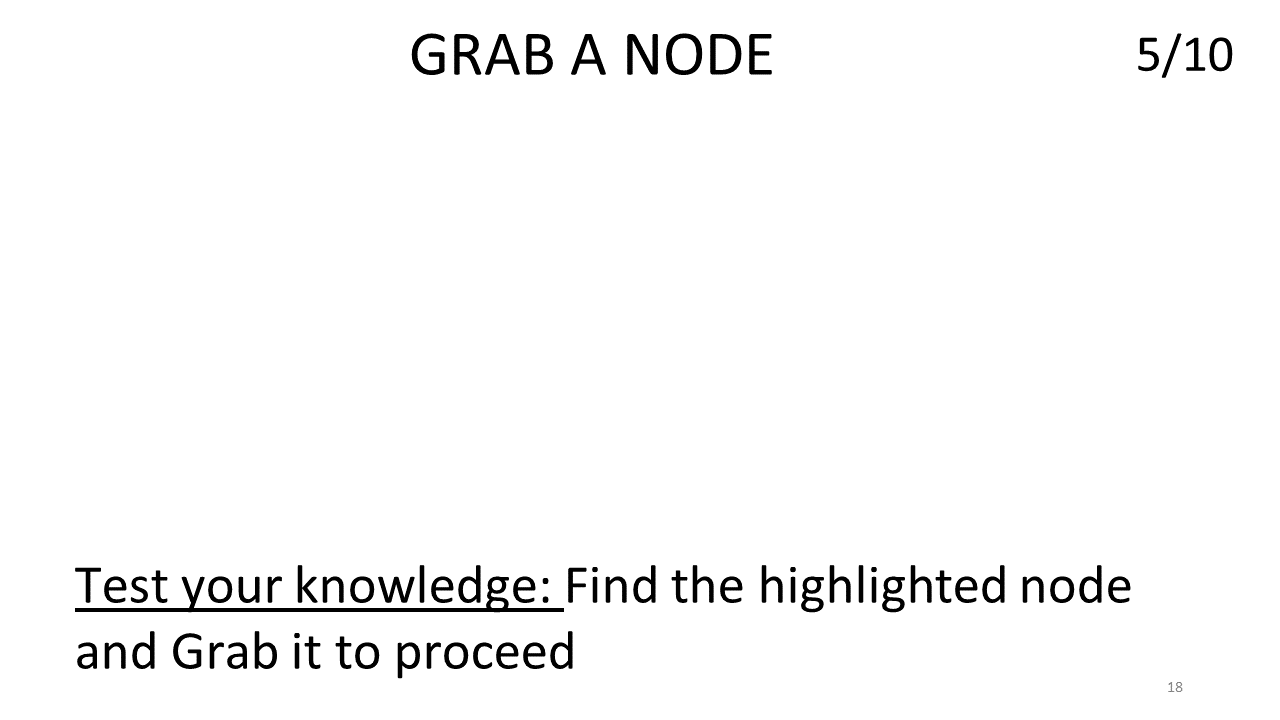 GRAB A NODE
5/10
Test your knowledge: Find the highlighted node
and Grab it to proceed
18